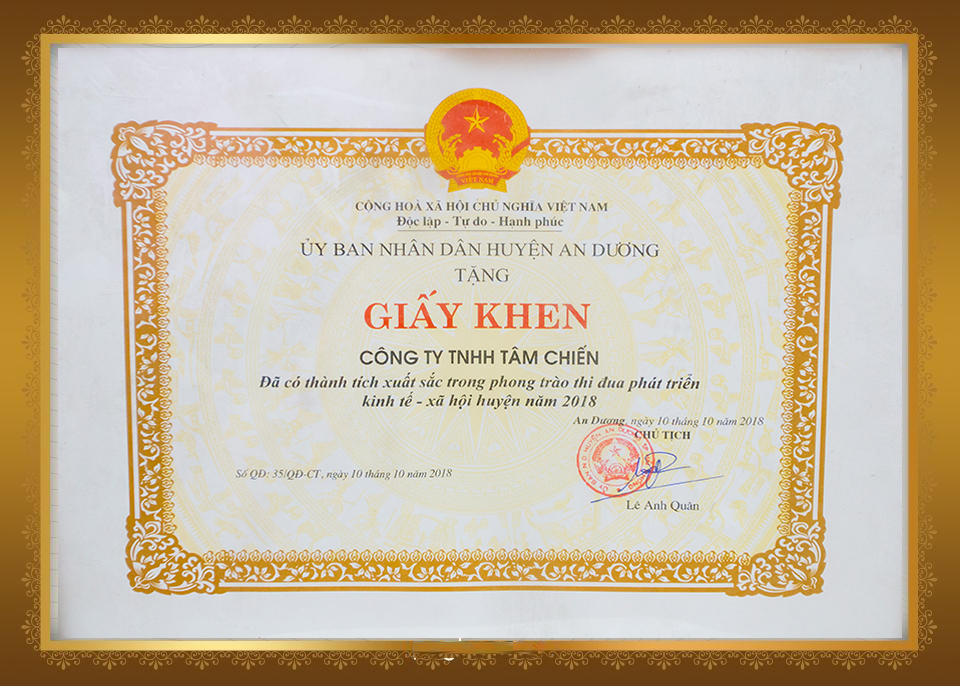 VIỆT NAM
CỘNG HOÀ XÃ HỘI CHỦ NGHĨA VIỆT NAM
Độc lập - Tự do - Hạnh phúc
ỦY BAN NHÂN DÂN HUYỆN AN DƯƠNG
TẶNG
GIẤY KHEN
CÔNG TY TNHH TÂM CHIẾN
Đã có thành tích xuất sắc trong phong trào thi đua phát triển
kinh tế - xã hội huyện năm 2018
An Dương, ngày 10 tháng 10 năm 2018
CHỦ TỊCH
Số QĐ: 35/QĐ-CT, ngày 10 tháng 10 năm 2018
Lê Anh Quân